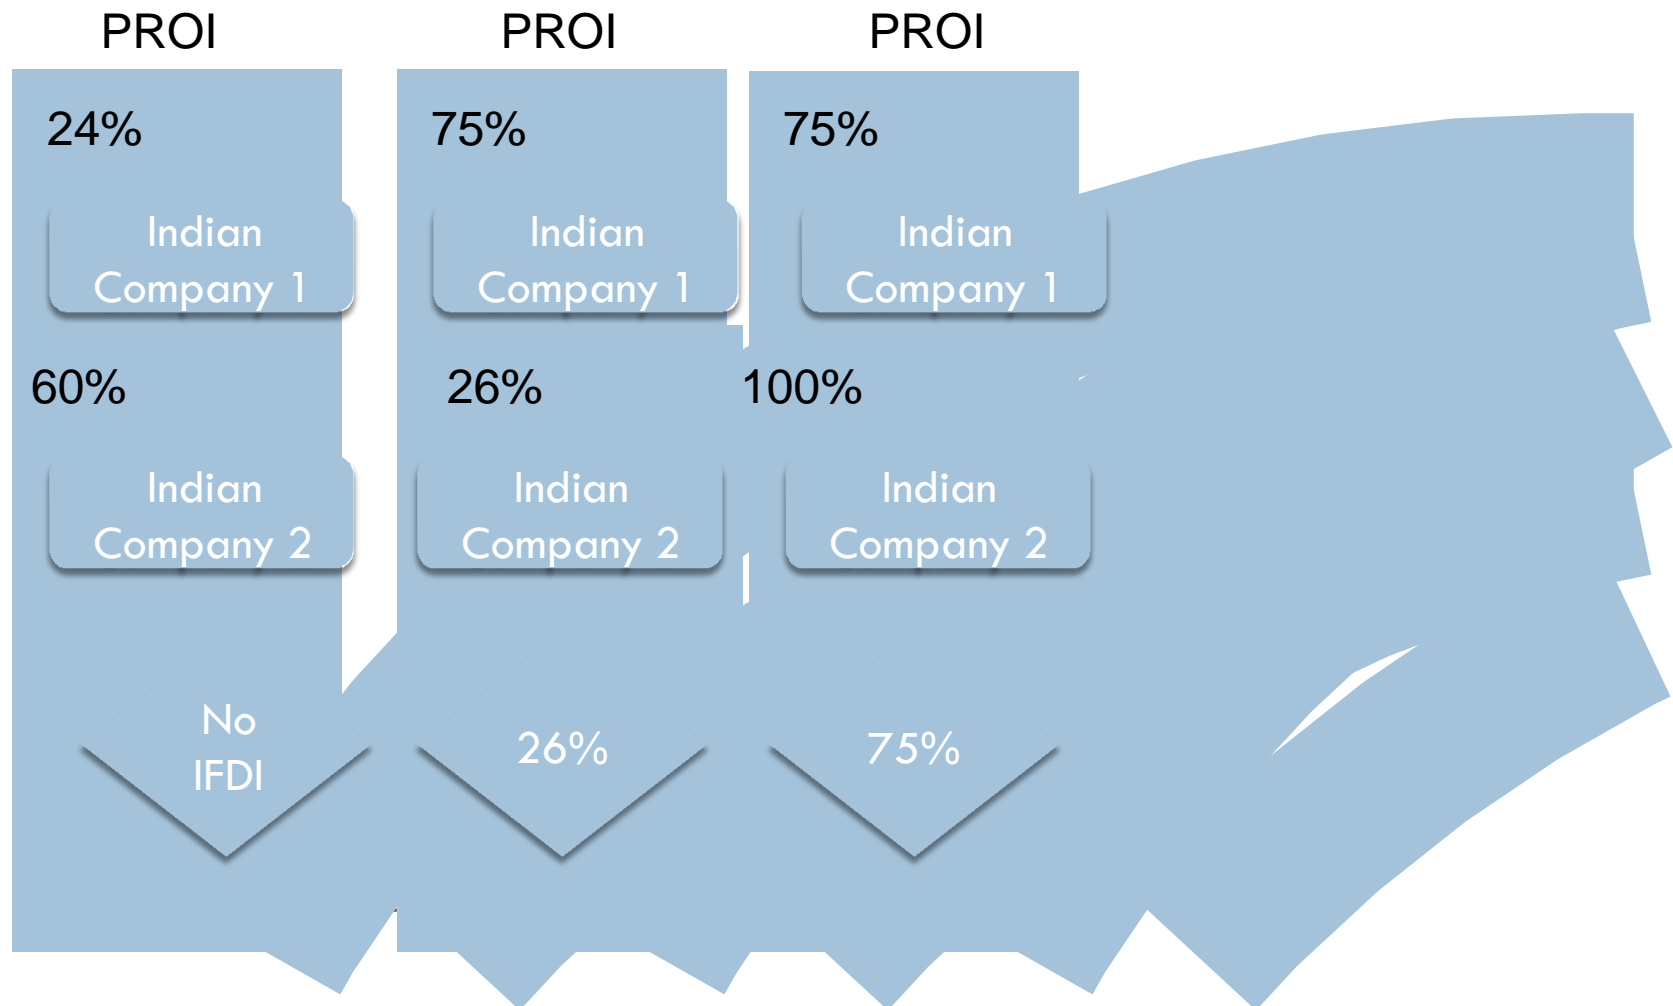 PROI
PROI
PROI
24%
75%
75%
Indian
Company 1
Indian
Company 1
Indian
Company 1
60%
26%
100%
Indian
Company 2
Indian
Company 2
Indian
Company 2
No
IFDI
26%
75%